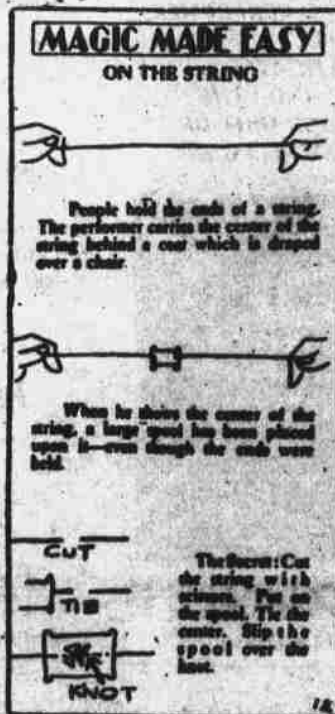 MAGIC MADE EASY
ON THE STRING
People hold the ends of a string.
The performer carries the center of the
string behind a coat which is draped
over a chair.
When he shows the center of the
string, a large spool has been placed
upon it—even though the ends were
held.
CUT
TIE
KNOT
The Secret: Cut
the string with
scissors. Put on
the spool. Tie the
center. Slip the
spool over the
knot.